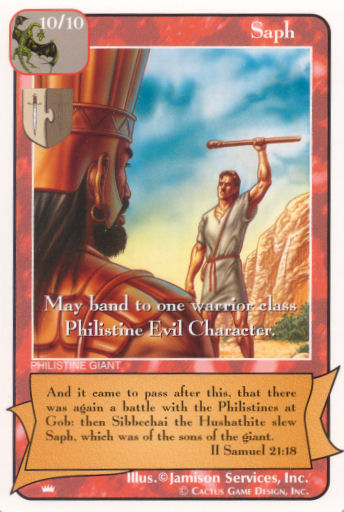 10/10
Saph
May band to one warrior class
Philistine Evil Character.
PHILISTINE GIANT
And it came to pass after this, that there
was again a battle with the Philistines at
Gob: then Sibbechai the Hushathite slew
Saph, which was of the sons of the giant.
II Samuel 21:18
Illus.©Jamison Services, Inc.
© CACTUS GAME DESIGN, INC.